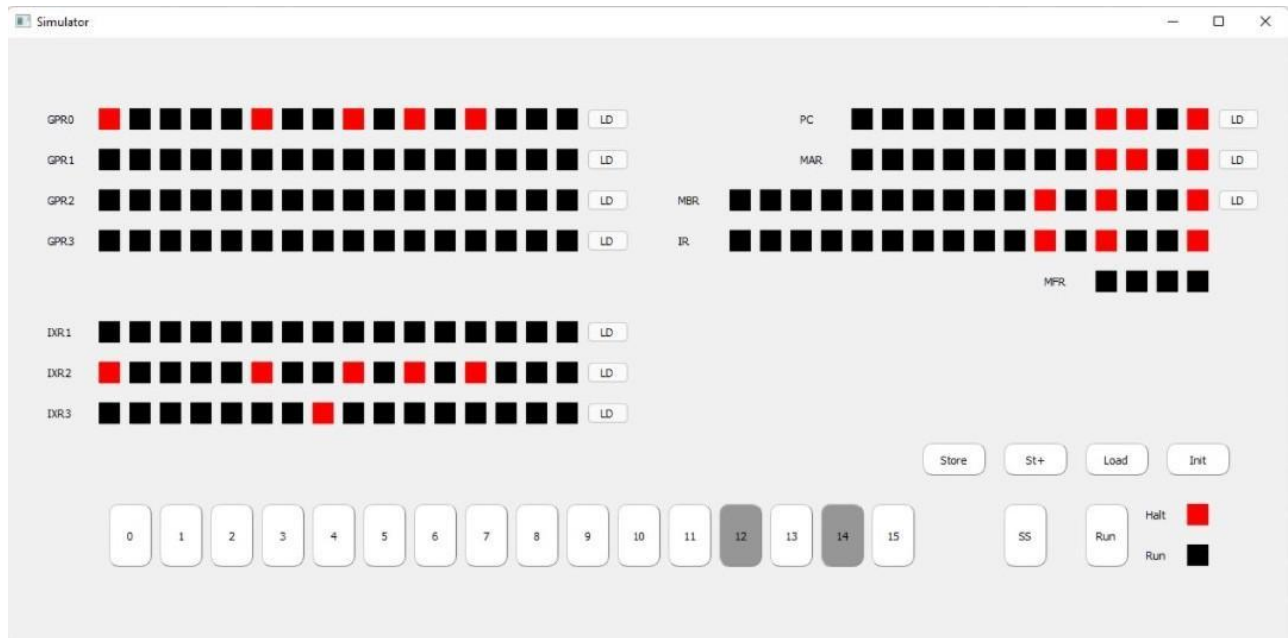 Simulator
GPR0 LD PC LD
GPR1 LD MAR LD
GPR2 LD MBR LD
GPR3 LD IR
MFR
IXR1 LD
IXR2 LD
IXR3 LD
Store St+ Load Init
0 1 2 3 4 5 6 7 8 9 10 11 12 13 14 15 SS Run Halt
Run